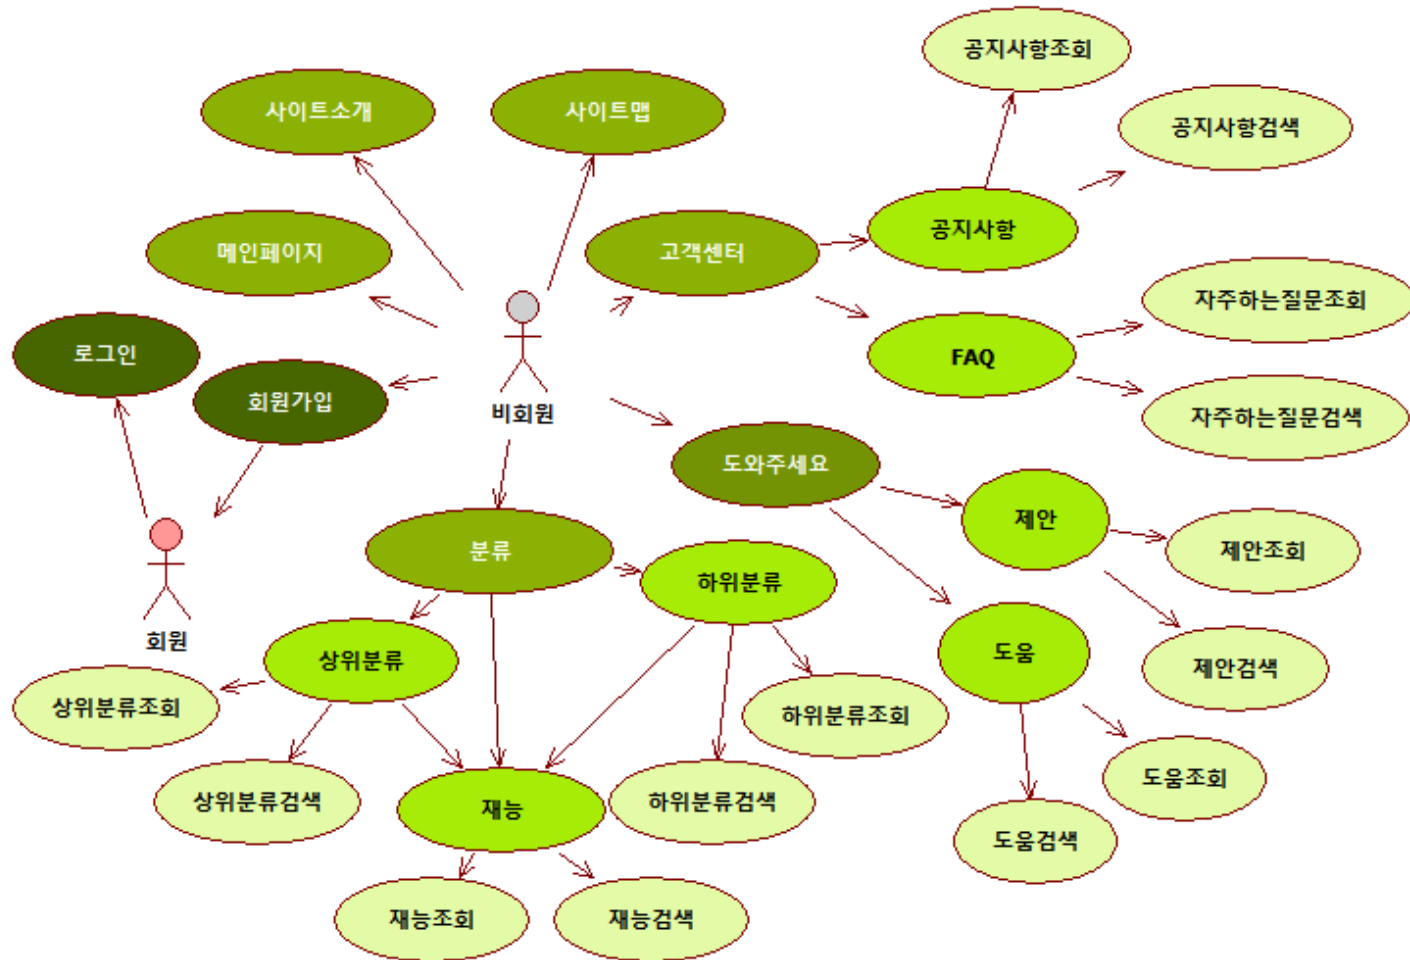 공지사항조회
사이트소개
사이트맵
공지사항검색
공지사항
메인페이지
고객센터
자주하는질문조회
로그인
FAQ
회원가입
비회원
자주하는질문검색
도와주세요
제안
분류
제안조회
하위분류
회원
상위분류
도움
제안검색
상위분류조회
하위분류조회
도움조회
상위분류검색
재능
하위분류검색
도움검색
재능조회
재능검색